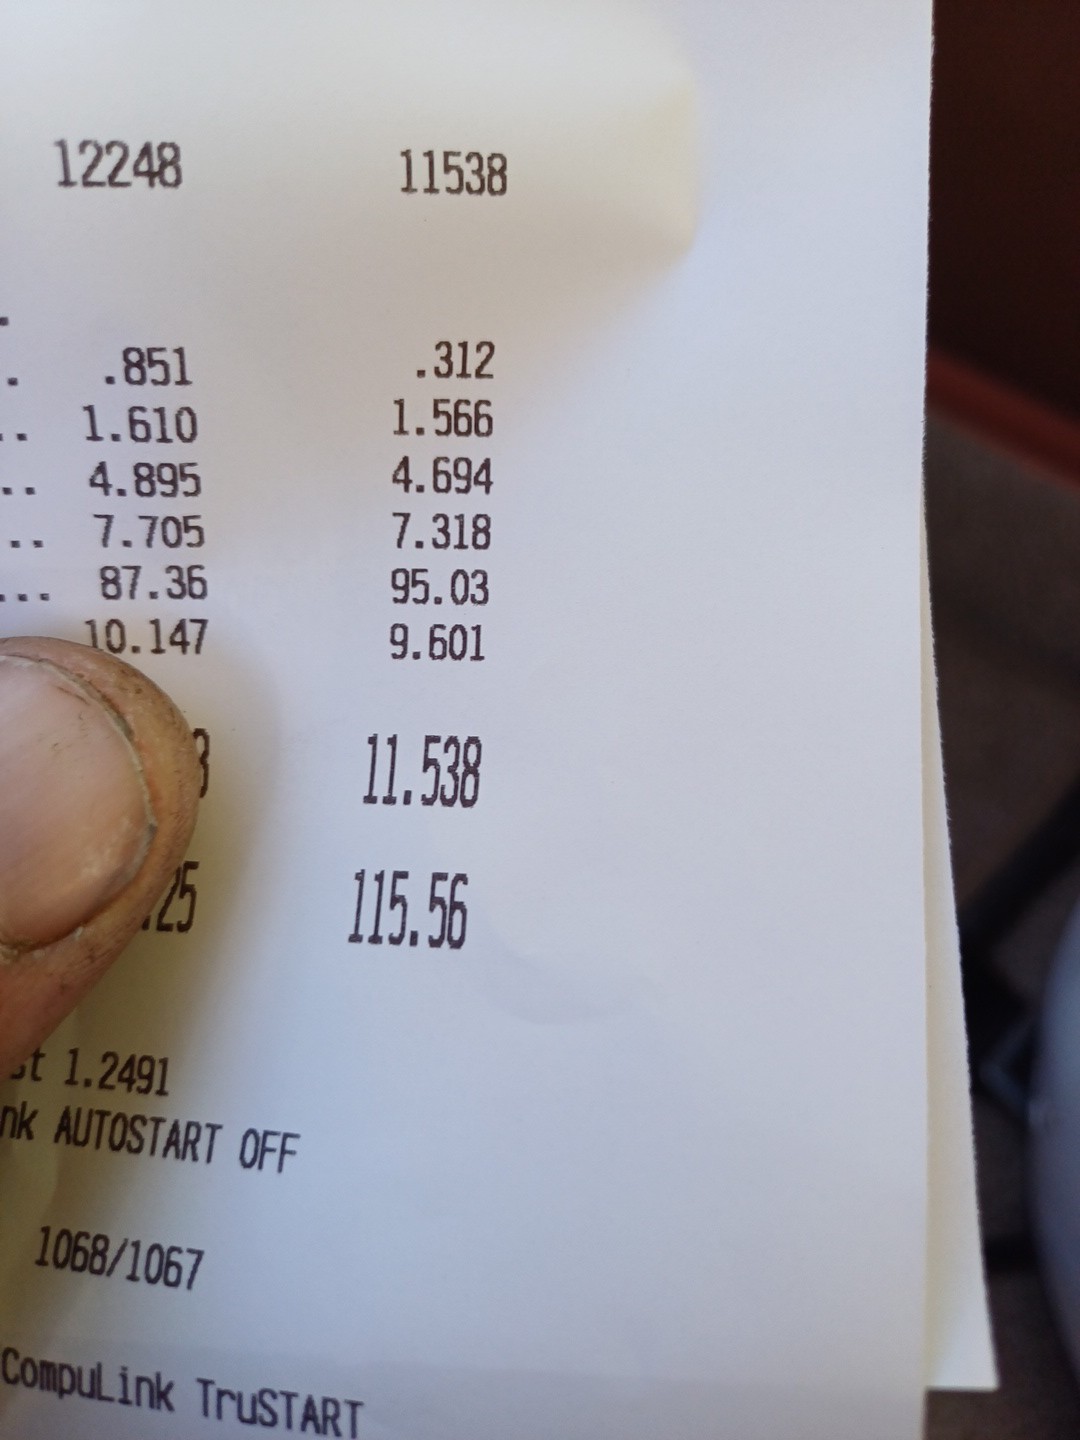 12248 11538
.
. .851 .312
.. 1.610 1.566
.. 4.895 4.694
.. 7.705 7.318
... 87.36 95.03
10.147 9.601
11.538
.25 115.56
1.2491
AUTOSTART OFF
1068/1067
CompuLink TruSTART